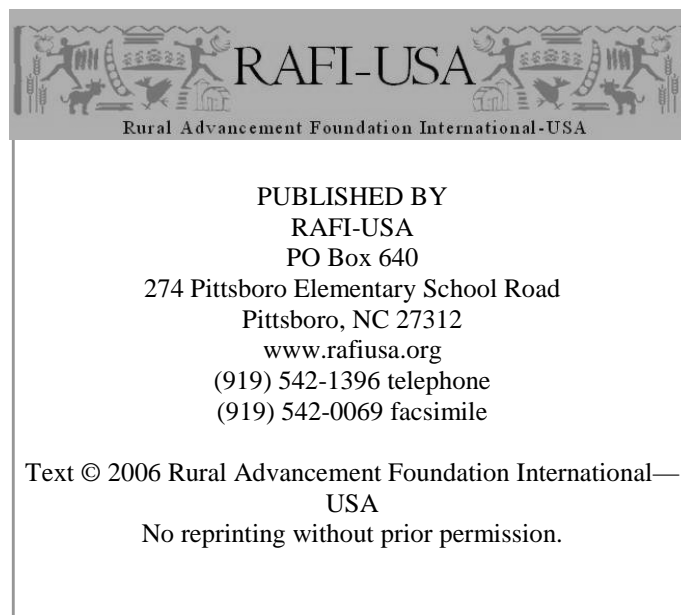 RAFI-USA
Rural Advancement Foundation International-USA
PUBLISHED BY
RAFI-USA
PO Box 640
274 Pittsboro Elementary School Road
Pittsboro, NC 27312
www.rafiusa.org
(919) 542-1396 telephone
(919) 542-0069 facsimile
Text © 2006 Rural Advancement Foundation International—
USA
No reprinting without prior permission.